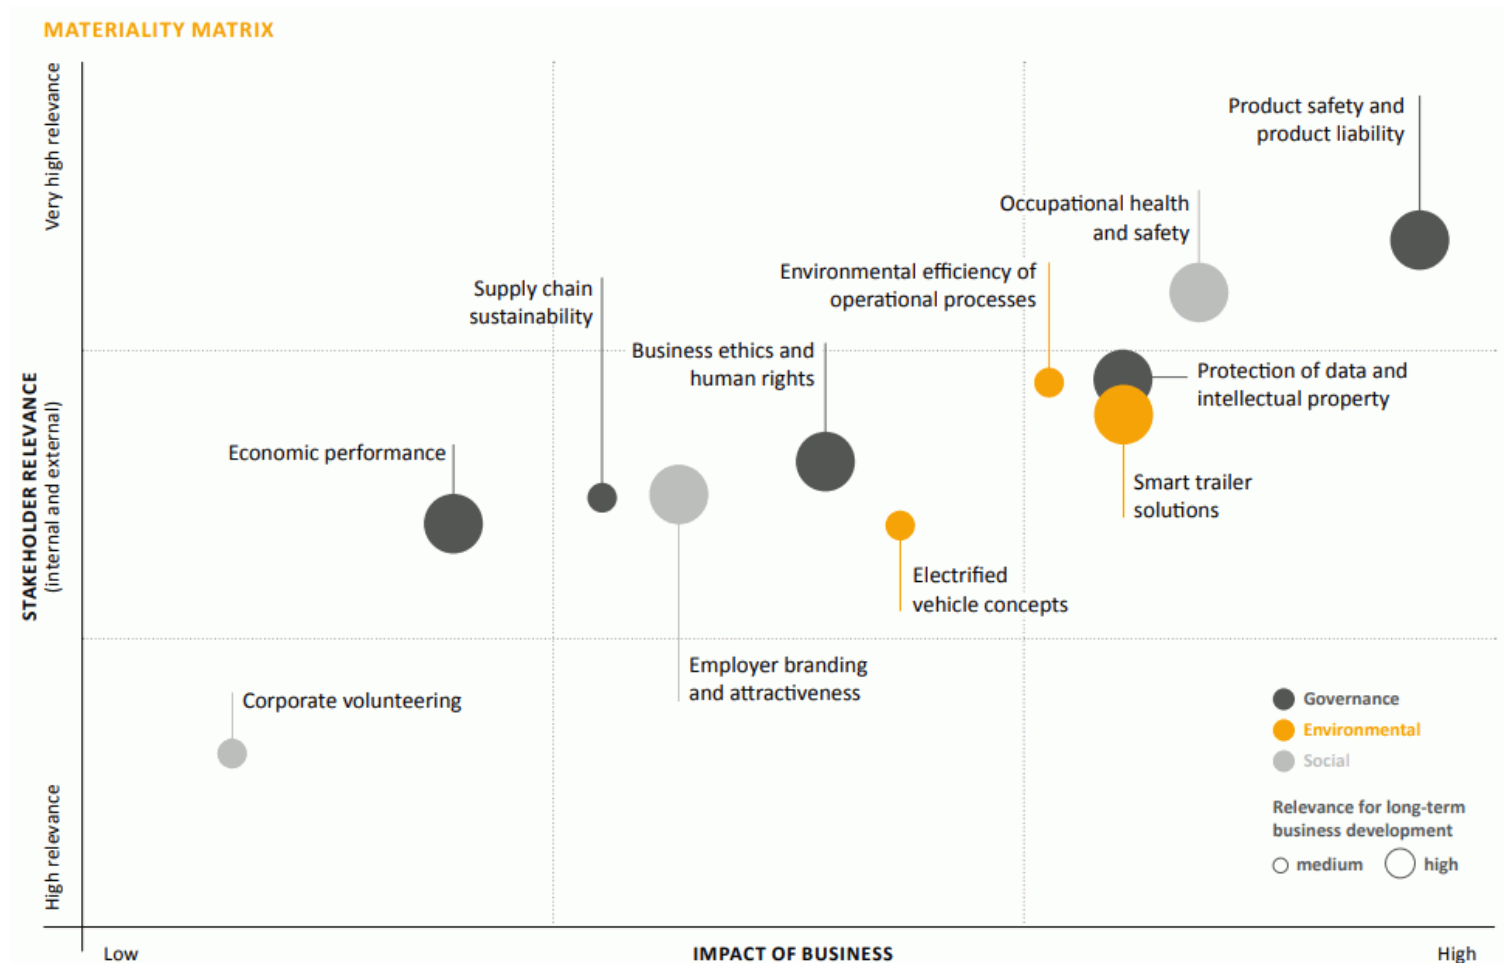 MATERIALITY MATRIX
Very high relevance
STAKEHOLDER RELEVANCE
(internal and external)
High relevance
Product safety and
product liability
Occupational health
and safety
Environmental efficiency of
operational processes
Supply chain
sustainability
Business ethics and
human rights
Protection of data and
intellectual property
Economic performance
Smart trailer
solutions
Electrified
vehicle concepts
Employer branding
and attractiveness
Corporate volunteering
Governance
Environmental
Social
Relevance for long-term
business development
medium high
Low IMPACT OF BUSINESS High